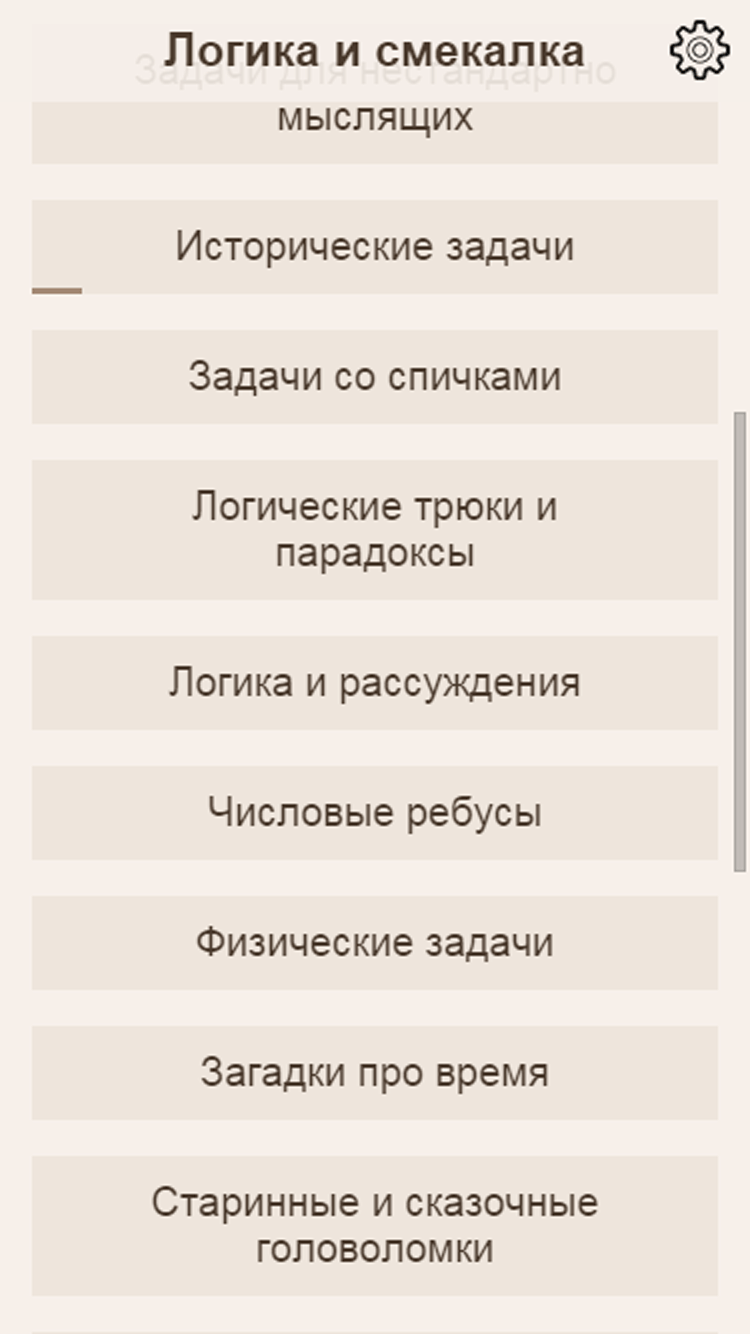 Логика и смекалка
Задачи для нестандартно
мыслящих
Исторические задачи
Задачи со спичками
Логические трюки и
парадоксы
Логика и рассуждения
Числовые ребусы
Физические задачи
Загадки про время
Старинные и сказочные
головоломки